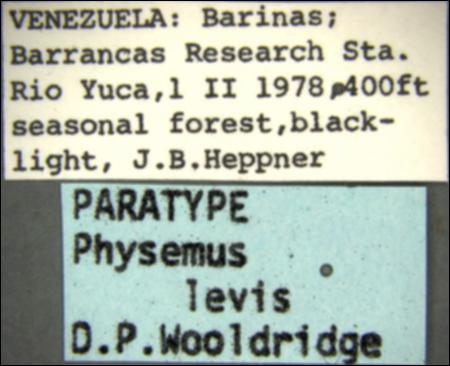 VENEZUELA: Barinas;
Barrancas Research Sta.
Rio Yuca,1 II 1978 400ft
seasonal forest,black-
light, J.B.Heppner
PARATYPE
Physemus
levis
D.P.Wooldridge